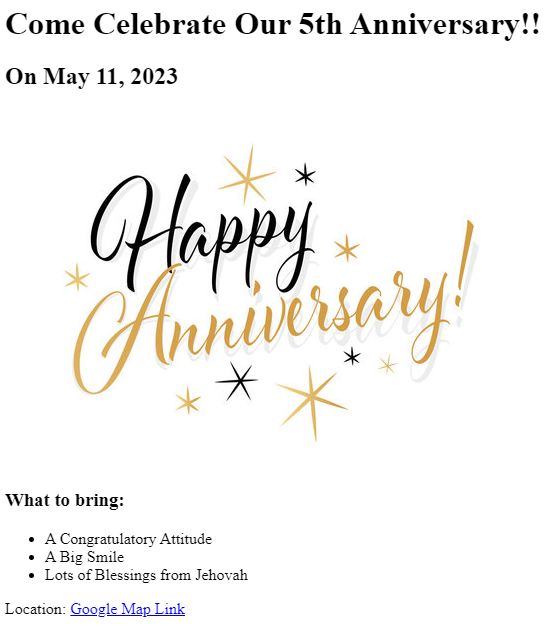 Come Celebrate Our 5th Anniversary!!
On May 11, 2023
Happy
Anniversary!
What to bring:
A Congratulatory Attitude
A Big Smile
Lots of Blessings from Jehovah
Location: Google Map Link